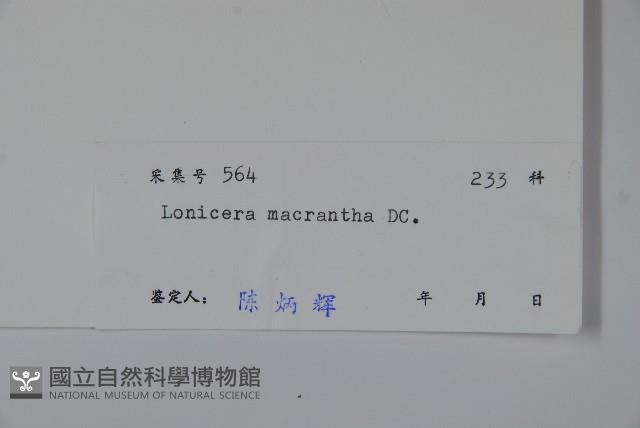 采集号 564 233 科
Lonicera macrantha DC.
鉴定人： 陈炳辉 年 月 日
國立自然科學博物館
NATIONAL MUSEUM OF NATURAL SCIENCE